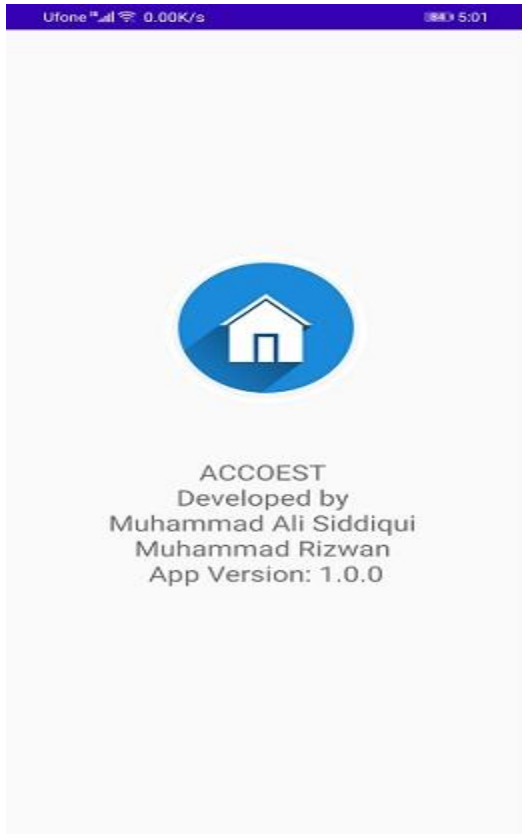 Ufone 0.00K/s 5:01
ACCOEST
Developed by
Muhammad Ali Siddiqui
Muhammad Rizwan
App Version: 1.0.0